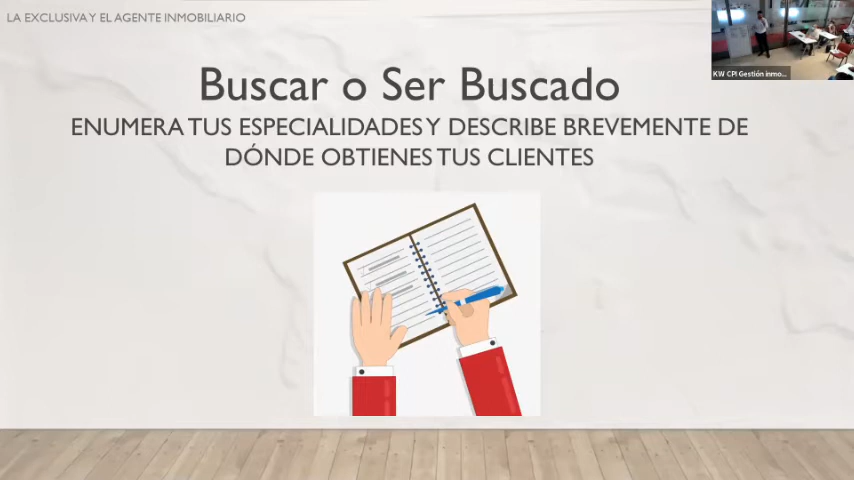 LA EXCLUSIVA Y EL AGENTE INMOBILIARIO
Buscar o Ser Buscado
ENUMERA TUS ESPECIALIDADES Y DESCRIBE BREVEMENTE DE
DÓNDE OBTIENES TUS CLIENTES
KW CPI Gestión inmo...